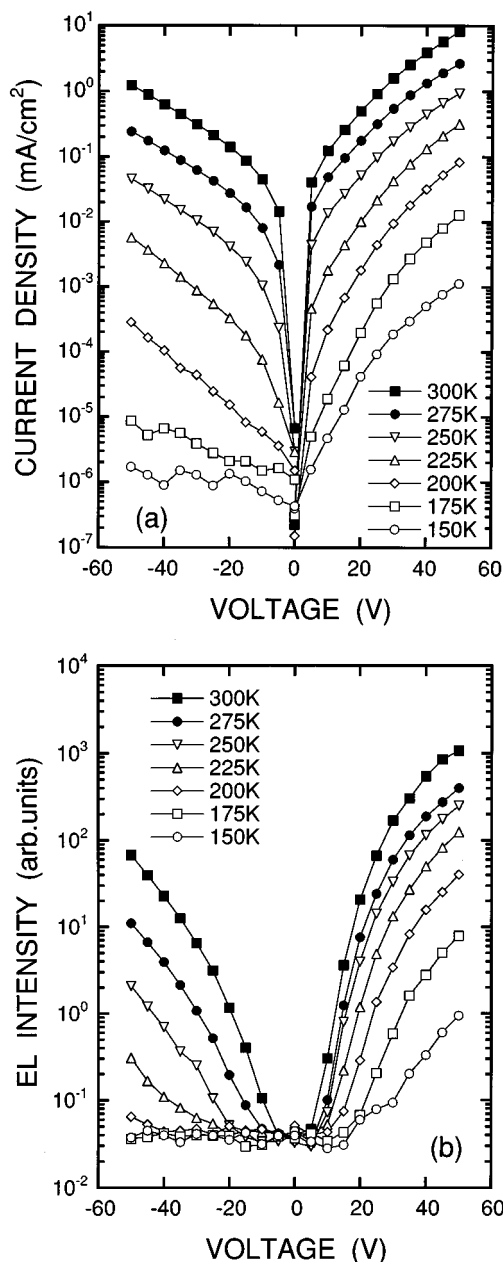 10¹
10⁰
10⁻¹
10⁻²
10⁻³
10⁻⁴
10⁻⁵
10⁻⁶
10⁻⁷
CURRENT DENSITY (mA/cm²)
300K
275K
250K
225K
200K
175K
150K
(a)
-60 -40 -20 0 20 40 60
VOLTAGE (V)
10⁴
10³
10²
10¹
10⁰
10⁻¹
10⁻²
EL INTENSITY (arb.units)
300K
275K
250K
225K
200K
175K
150K
(b)
-60 -40 -20 0 20 40 60
VOLTAGE (V)